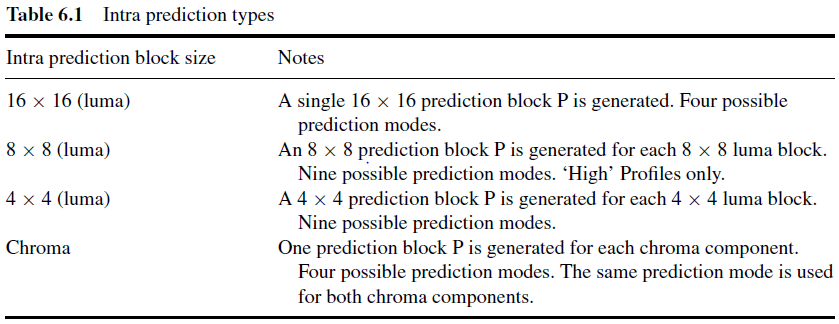 Table 6.1 Intra prediction types
Intra prediction block size Notes
16 × 16 (luma) A single 16 × 16 prediction block P is generated. Four possible
prediction modes.
8 × 8 (luma) An 8 × 8 prediction block P is generated for each 8 × 8 luma block.
Nine possible prediction modes. ‘High’ Profiles only.
4 × 4 (luma) A 4 × 4 prediction block P is generated for each 4 × 4 luma block.
Nine possible prediction modes.
Chroma One prediction block P is generated for each chroma component.
Four possible prediction modes. The same prediction mode is used
for both chroma components.